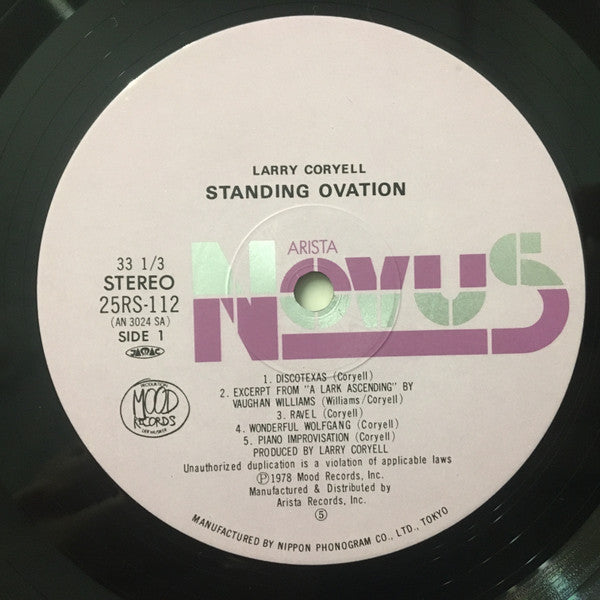 LARRY CORYELL
STANDING OVATION
ARISTA
Novus
33 1/3
STEREO
25RS-112
(AN 3024 SA)
SIDE 1
JASRAC
PRODUCTION
MOOD
RECORDS
1. DISCOTEXAS (Coryell)
2. EXCERPT FROM "A LARK ASCENDING" BY
VAUGHAN WILLIAMS (Williams/Coryell)
3. RAVEL (Coryell)
4. WONDERFUL WOLFGANG (Coryell)
5. PIANO IMPROVISATION (Coryell)
PRODUCED BY LARRY CORYELL
Unauthorized duplication is a violation of applicable laws
Ⓟ1978 Mood Records, Inc.
Manufactured & Distributed by
Arista Records, Inc.
⑤
MANUFACTURED BY NIPPON PHONOGRAM CO., LTD., TOKYO